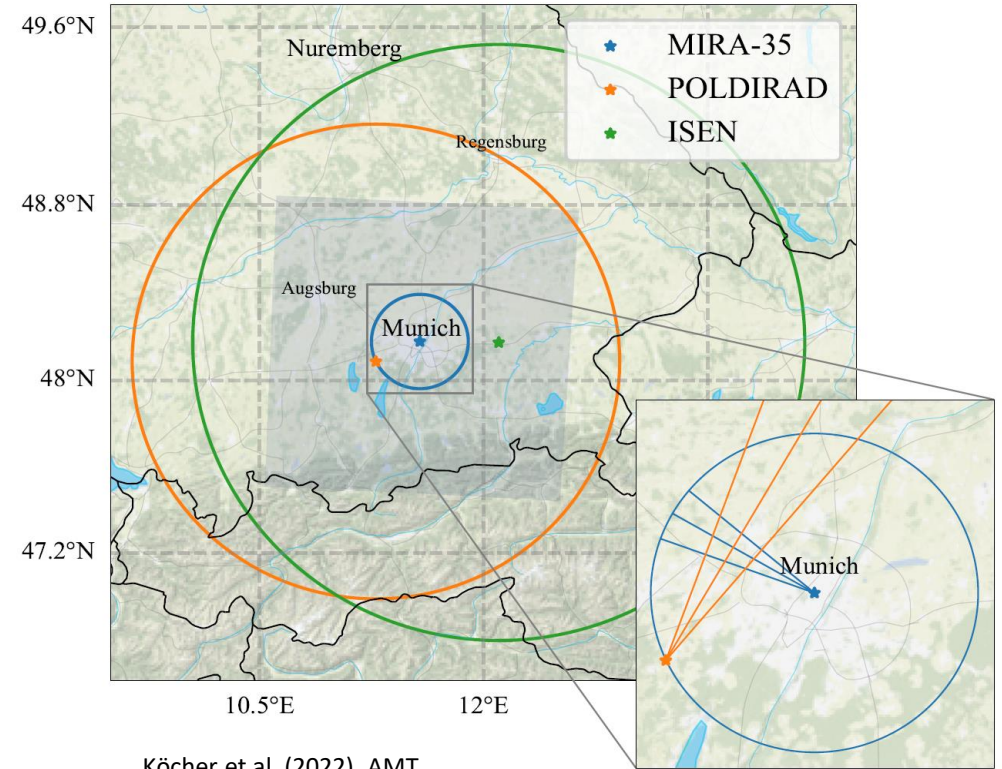 49.6°N
Nuremberg
MIRA-35
POLDIRAD
ISEN
Regensburg
48.8°N
Augsburg
Munich
48°N
Munich
47.2°N
10.5°E
12°E
Köcher et al. (2022), AMT